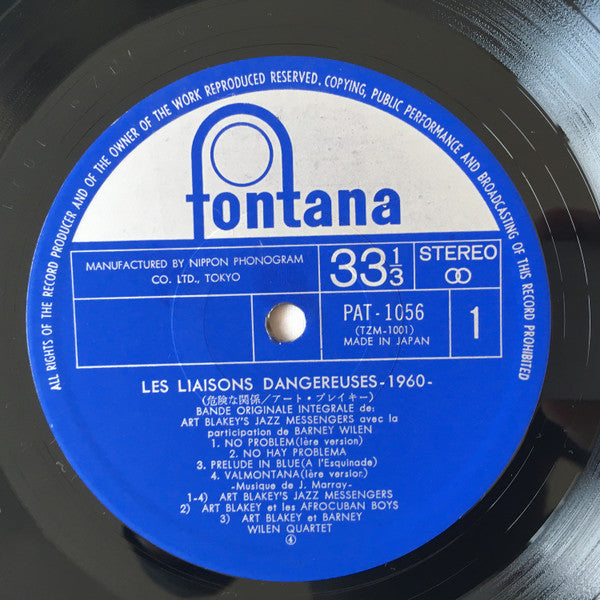 ALL RIGHTS OF THE RECORD PRODUCER AND OF THE OWNER OF THE WORK REPRODUCED RESERVED. COPYING, PUBLIC PERFORMANCE AND BROADCASTING OF THIS RECORD PROHIBITED
fontana
MANUFACTURED BY NIPPON PHONOGRAM
CO. LTD., TOKYO
33 1/3
STEREO
PAT-1056
(TZM-1001)
MADE IN JAPAN
1
LES LIAISONS DANGEREUSES-1960-
(危険な関係/アート・ブレイキー)
BANDE ORIGINALE INTEGRALE de:
ART BLAKEY'S JAZZ MESSENGERS avec la
participation de BARNEY WILEN
1. NO PROBLEM(lère version)
2. NO HAY PROBLEMA
3. PRELUDE IN BLUE(A l'Esquinade)
4. VALMONTANA(lère version)
-Musique de J. Marray-
1-4) ART BLAKEY'S JAZZ MESSENGERS
2) ART BLAKEY et les AFROCUBAN BOYS
3) ART BLAKEY et BARNEY
WILEN QUARTET
④